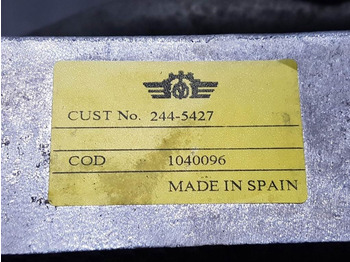 CUST No. 244-5427
COD 1040096
MADE IN SPAIN